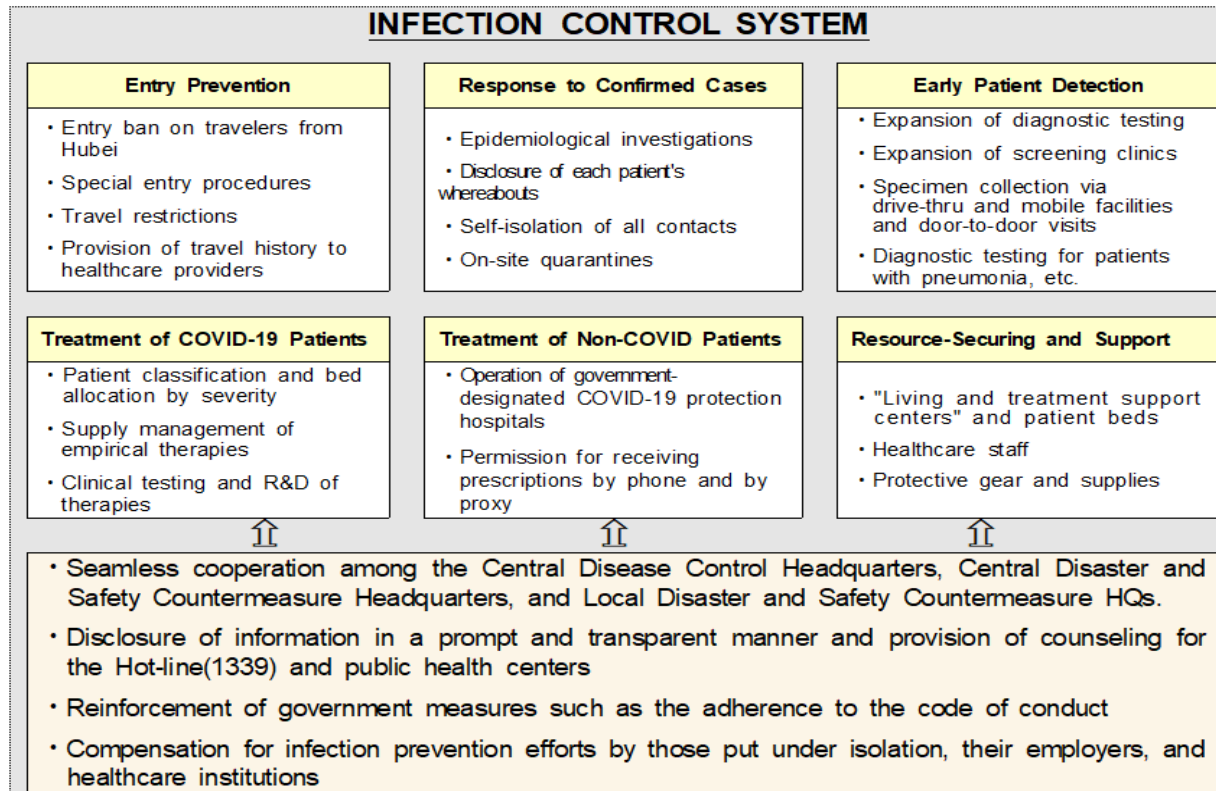 INFECTION CONTROL SYSTEM
Entry Prevention
・Entry ban on travelers from
Hubei
・Special entry procedures
・Travel restrictions
・Provision of travel history to
healthcare providers
Response to Confirmed Cases
・Epidemiological investigations
・Disclosure of each patient's
whereabouts
・Self-isolation of all contacts
・On-site quarantines
Early Patient Detection
・Expansion of diagnostic testing
・Expansion of screening clinics
・Specimen collection via
drive-thru and mobile facilities
and door-to-door visits
・Diagnostic testing for patients
with pneumonia, etc.
Treatment of COVID-19 Patients
・Patient classification and bed
allocation by severity
・Supply management of
empirical therapies
・Clinical testing and R&D of
therapies
Treatment of Non-COVID Patients
・Operation of government-
designated COVID-19 protection
hospitals
・Permission for receiving
prescriptions by phone and by
proxy
Resource-Securing and Support
・"Living and treatment support
centers" and patient beds
・Healthcare staff
・Protective gear and supplies
・Seamless cooperation among the Central Disease Control Headquarters, Central Disaster and
Safety Countermeasure Headquarters, and Local Disaster and Safety Countermeasure HQs.
・Disclosure of information in a prompt and transparent manner and provision of counseling for
the Hot-line(1339) and public health centers
・Reinforcement of government measures such as the adherence to the code of conduct
・Compensation for infection prevention efforts by those put under isolation, their employers, and
healthcare institutions